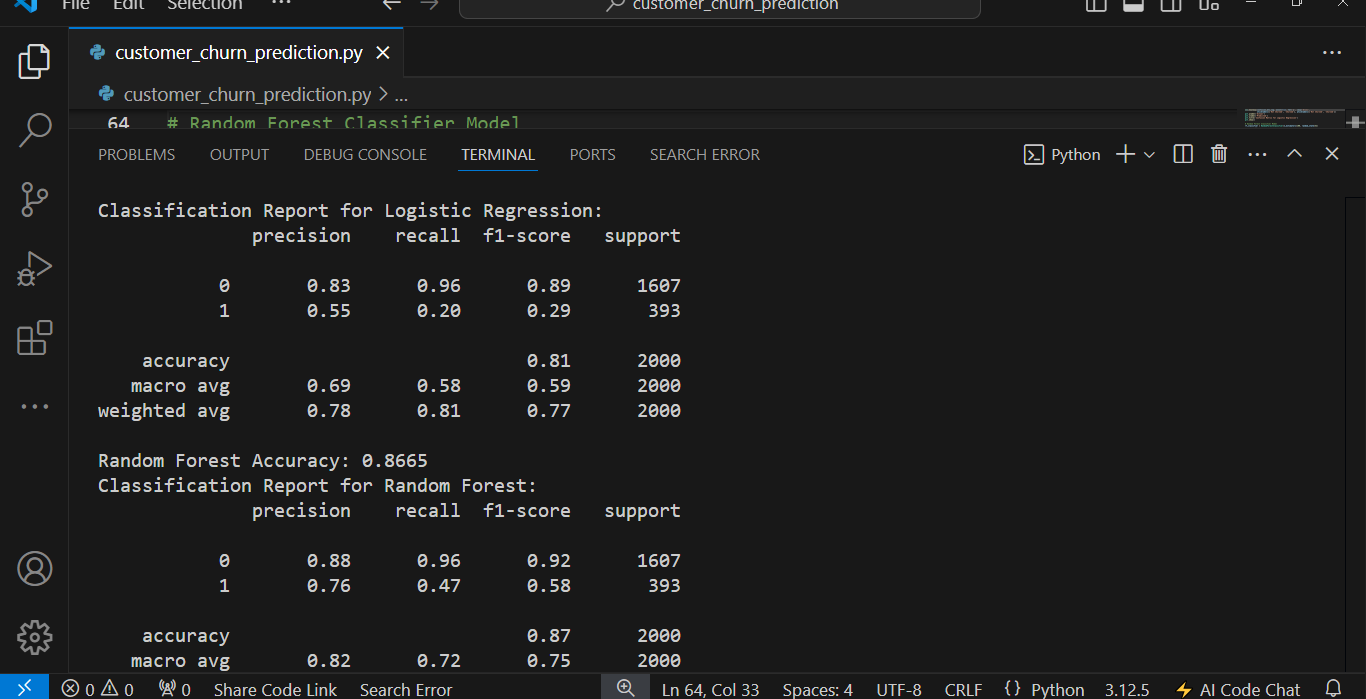 File Edit Selection ... customer_churn_prediction
customer_churn_prediction.py
customer_churn_prediction.py > ...
64 # Random Forest Classifier Model
PROBLEMS OUTPUT DEBUG CONSOLE TERMINAL PORTS SEARCH ERROR Python
Classification Report for Logistic Regression:
precision recall f1-score support
0 0.83 0.96 0.89 1607
1 0.55 0.20 0.29 393
accuracy 0.81 2000
macro avg 0.69 0.58 0.59 2000
weighted avg 0.78 0.81 0.77 2000
Random Forest Accuracy: 0.8665
Classification Report for Random Forest:
precision recall f1-score support
0 0.88 0.96 0.92 1607
1 0.76 0.47 0.58 393
accuracy 0.87 2000
macro avg 0.82 0.72 0.75 2000
0 0 0 Share Code Link Search Error Ln 64, Col 33 Spaces: 4 UTF-8 CRLF {} Python 3.12.5 AI Code Chat